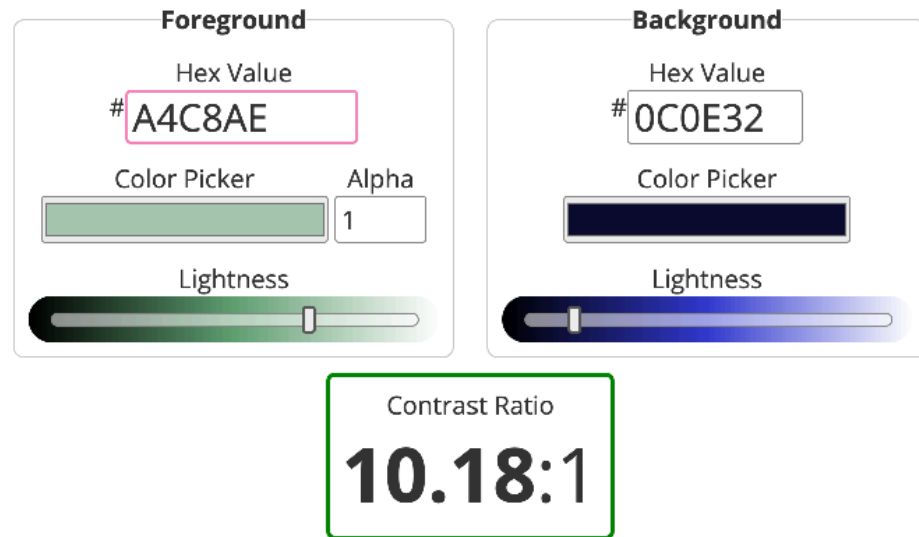 Foreground
Hex Value
# A4C8AE
Color Picker Alpha
1
Lightness
Background
Hex Value
# 0C0E32
Color Picker
Lightness
Contrast Ratio
10.18:1